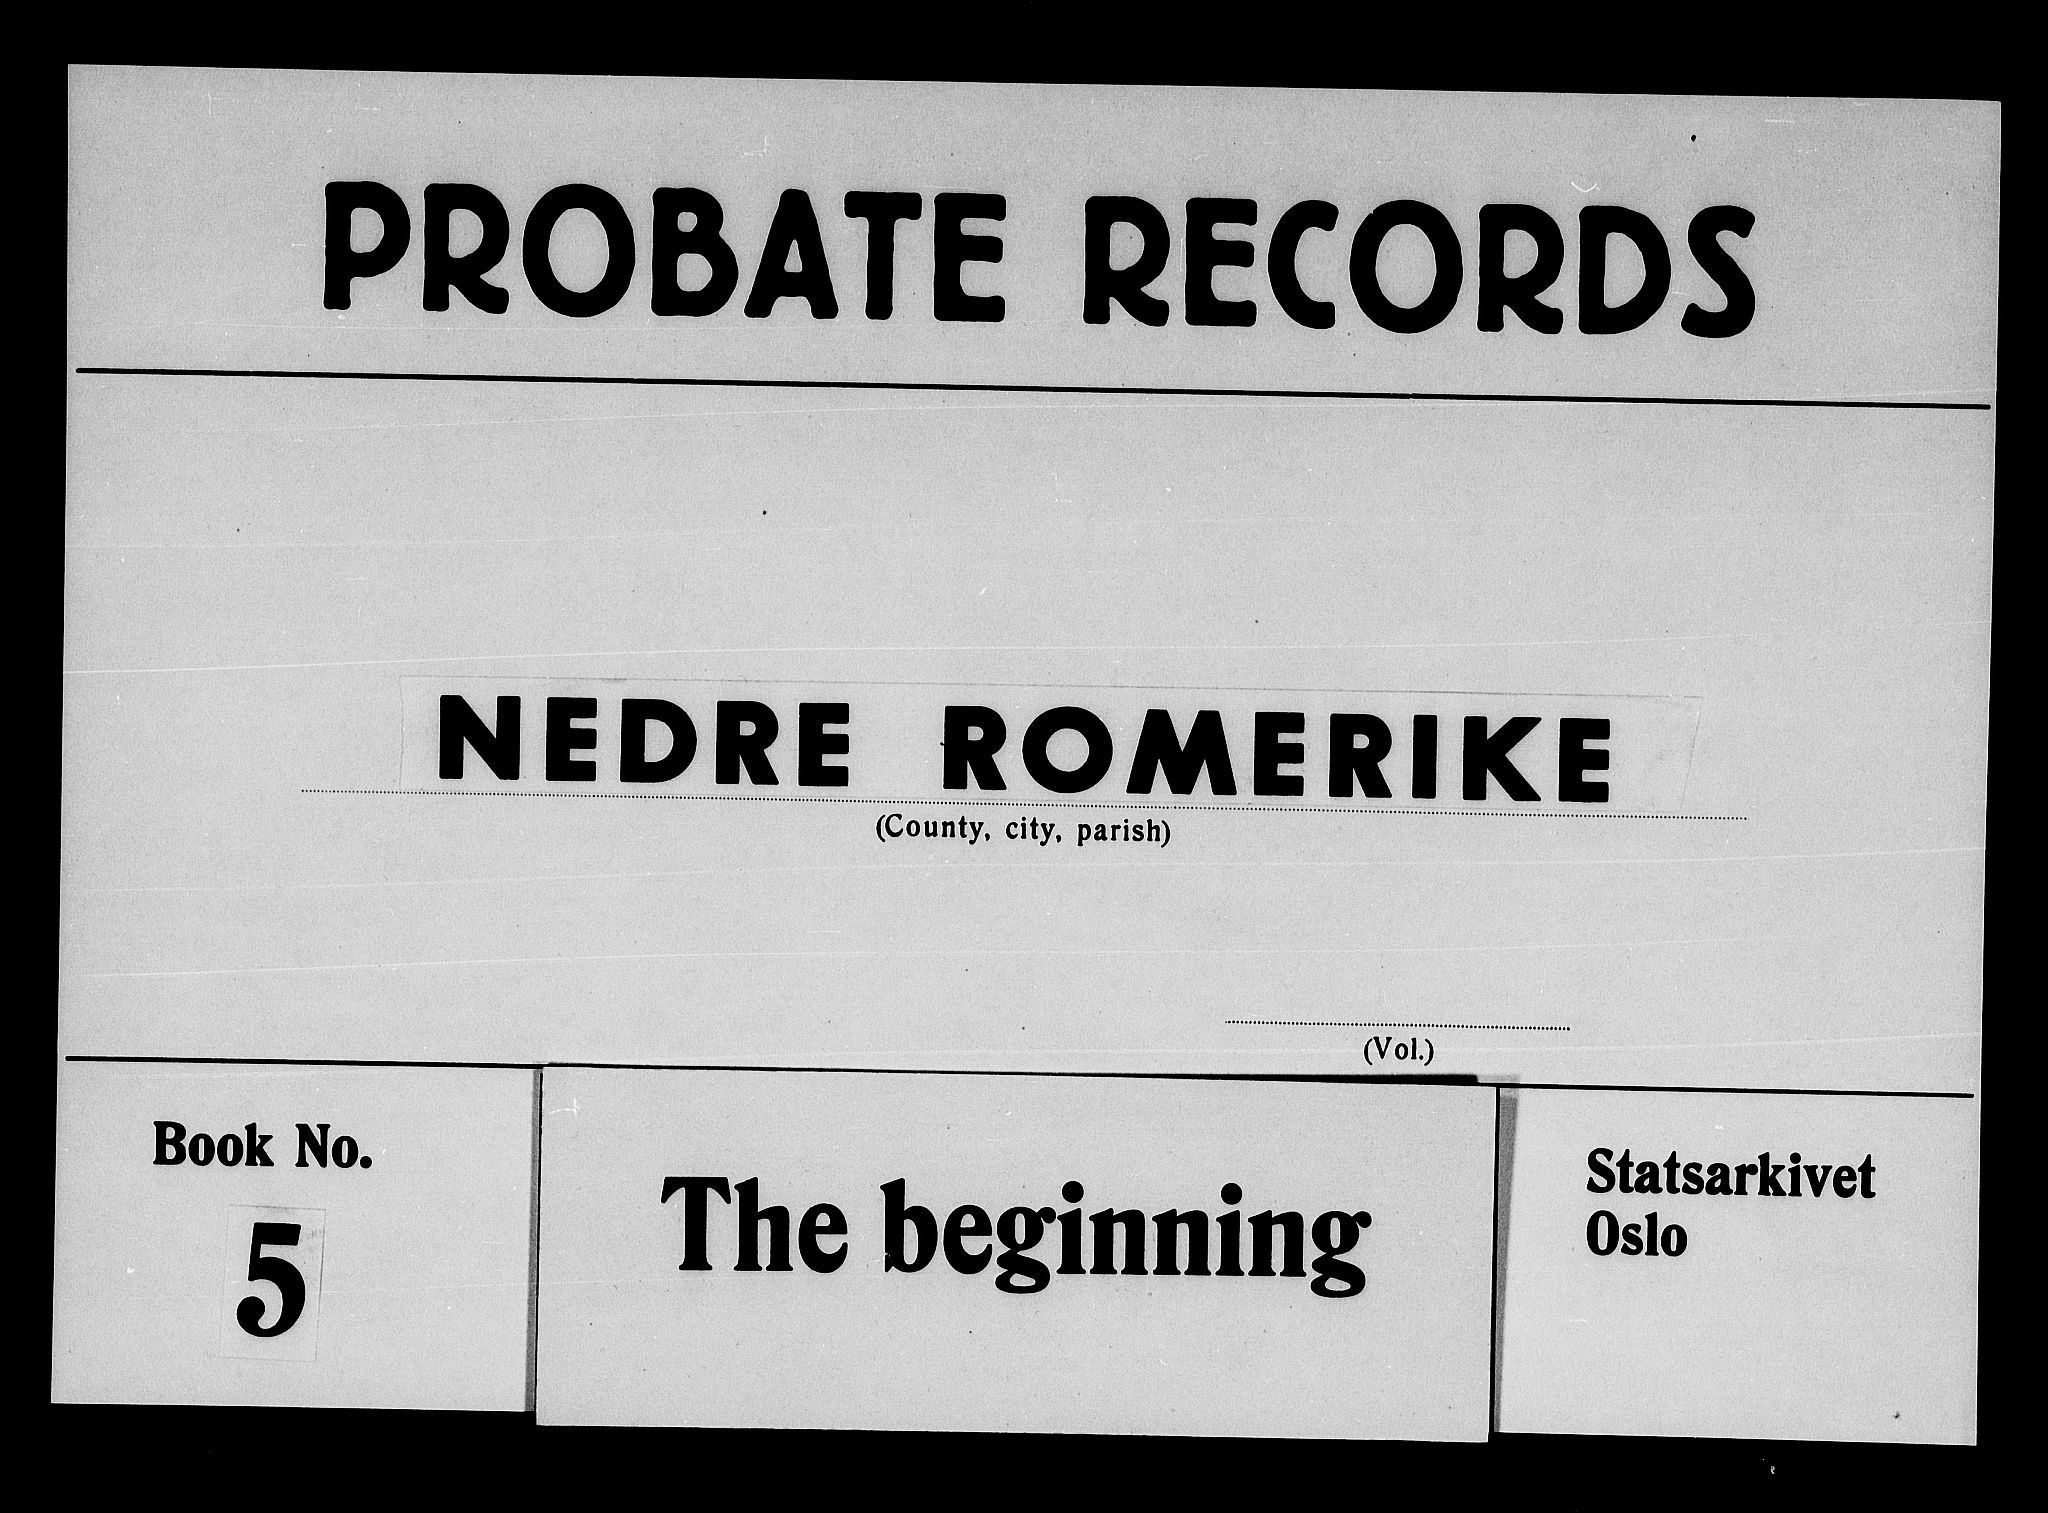 PROBATE RECORDS
NEDRE ROMERIKE
(County, city, parish)
(Vol.)
Book No.
5
The beginning
Statsarkivet
Oslo